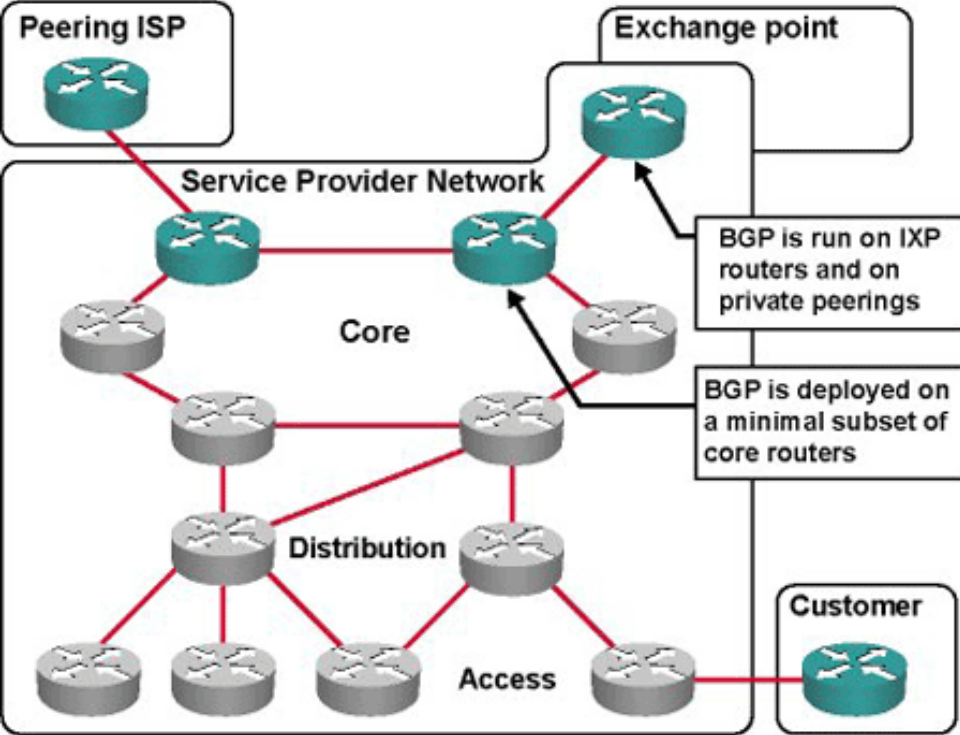 Peering ISP
Exchange point
Service Provider Network
BGP is run on IXP
routers and on
private peerings
Core
BGP is deployed on
a minimal subset of
core routers
Distribution
Customer
Access